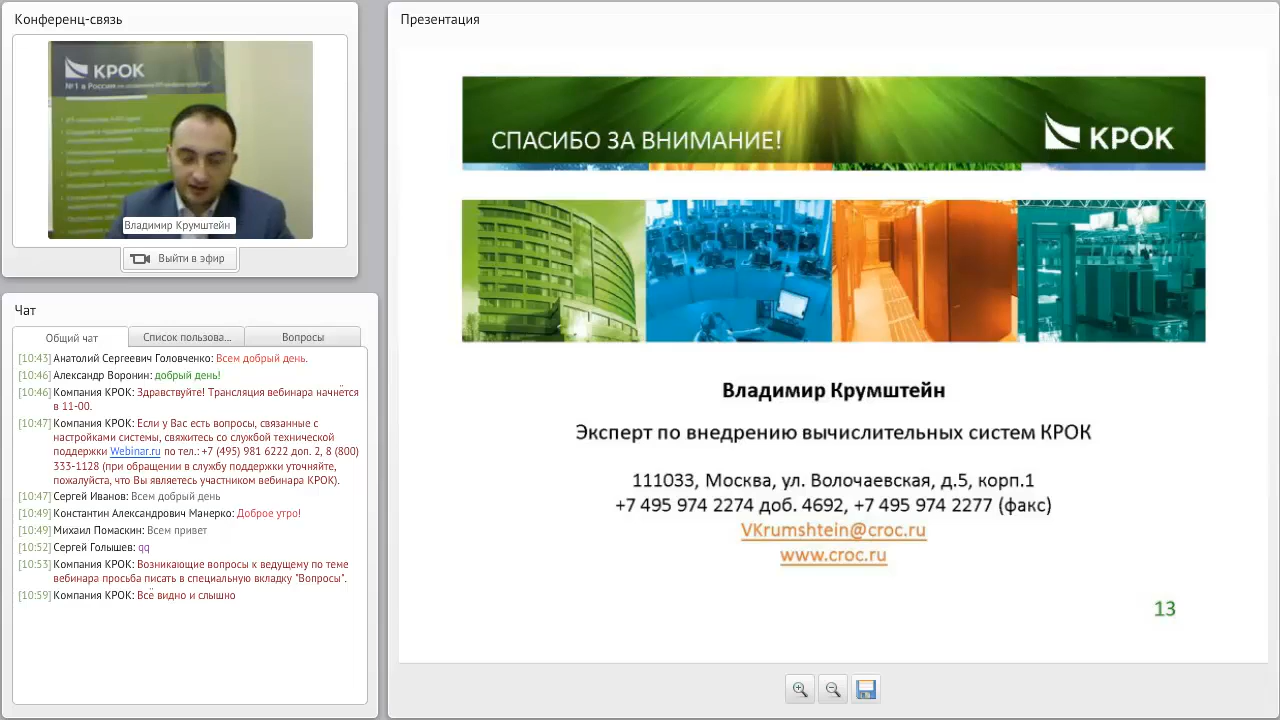 Конференц-связь
КРОК
№1 в России
Владимир Крумштейн
Выйти в эфир
Чат
Общий чат
Список пользова...
Вопросы
[10:43] Анатолий Сергеевич Головченко: Всем добрый день.
[10:46] Александр Воронин: добрый день!
[10:46] Компания КРОК: Здравствуйте! Трансляция вебинара начнётся
в 11-00.
[10:47] Компания КРОК: Если у Вас есть вопросы, связанные с
настройками системы, свяжитесь со службой технической
поддержки Webinar.ru по тел.: +7 (495) 981 6222 доп. 2, 8 (800)
333-1128 (при обращении в службу поддержки уточняйте,
пожалуйста, что Вы являетесь участником вебинара КРОК).
[10:47] Сергей Иванов: Всем добрый день
[10:49] Константин Александрович Манерко: Доброе утро!
[10:49] Михаил Помаскин: Всем привет
[10:52] Сергей Голышев: qq
[10:53] Компания КРОК: Возникающие вопросы к ведущему по теме
вебинара просьба писать в специальную вкладку "Вопросы".
[10:59] Компания КРОК: Всё видно и слышно
Презентация
СПАСИБО ЗА ВНИМАНИЕ!
КРОК
Владимир Крумштейн
Эксперт по внедрению вычислительных систем КРОК
111033, Москва, ул. Волочаевская, д.5, корп.1
+7 495 974 2274 доб. 4692, +7 495 974 2277 (факс)
VKrumshtein@croc.ru
www.croc.ru
13